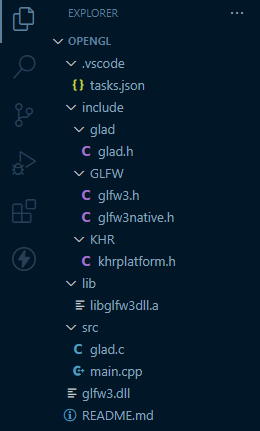 EXPLORER
OPENGL
.vscode
tasks.json
include
glad
glad.h
GLFW
glfw3.h
glfw3native.h
KHR
khrplatform.h
lib
libglfw3dll.a
src
glad.c
main.cpp
glfw3.dll
README.md